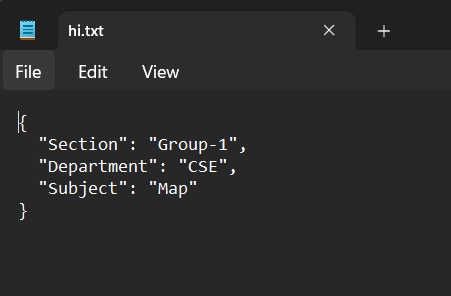 hi.txt
File Edit View
{
  "Section": "Group-1",
  "Department": "CSE",
  "Subject": "Map"
}